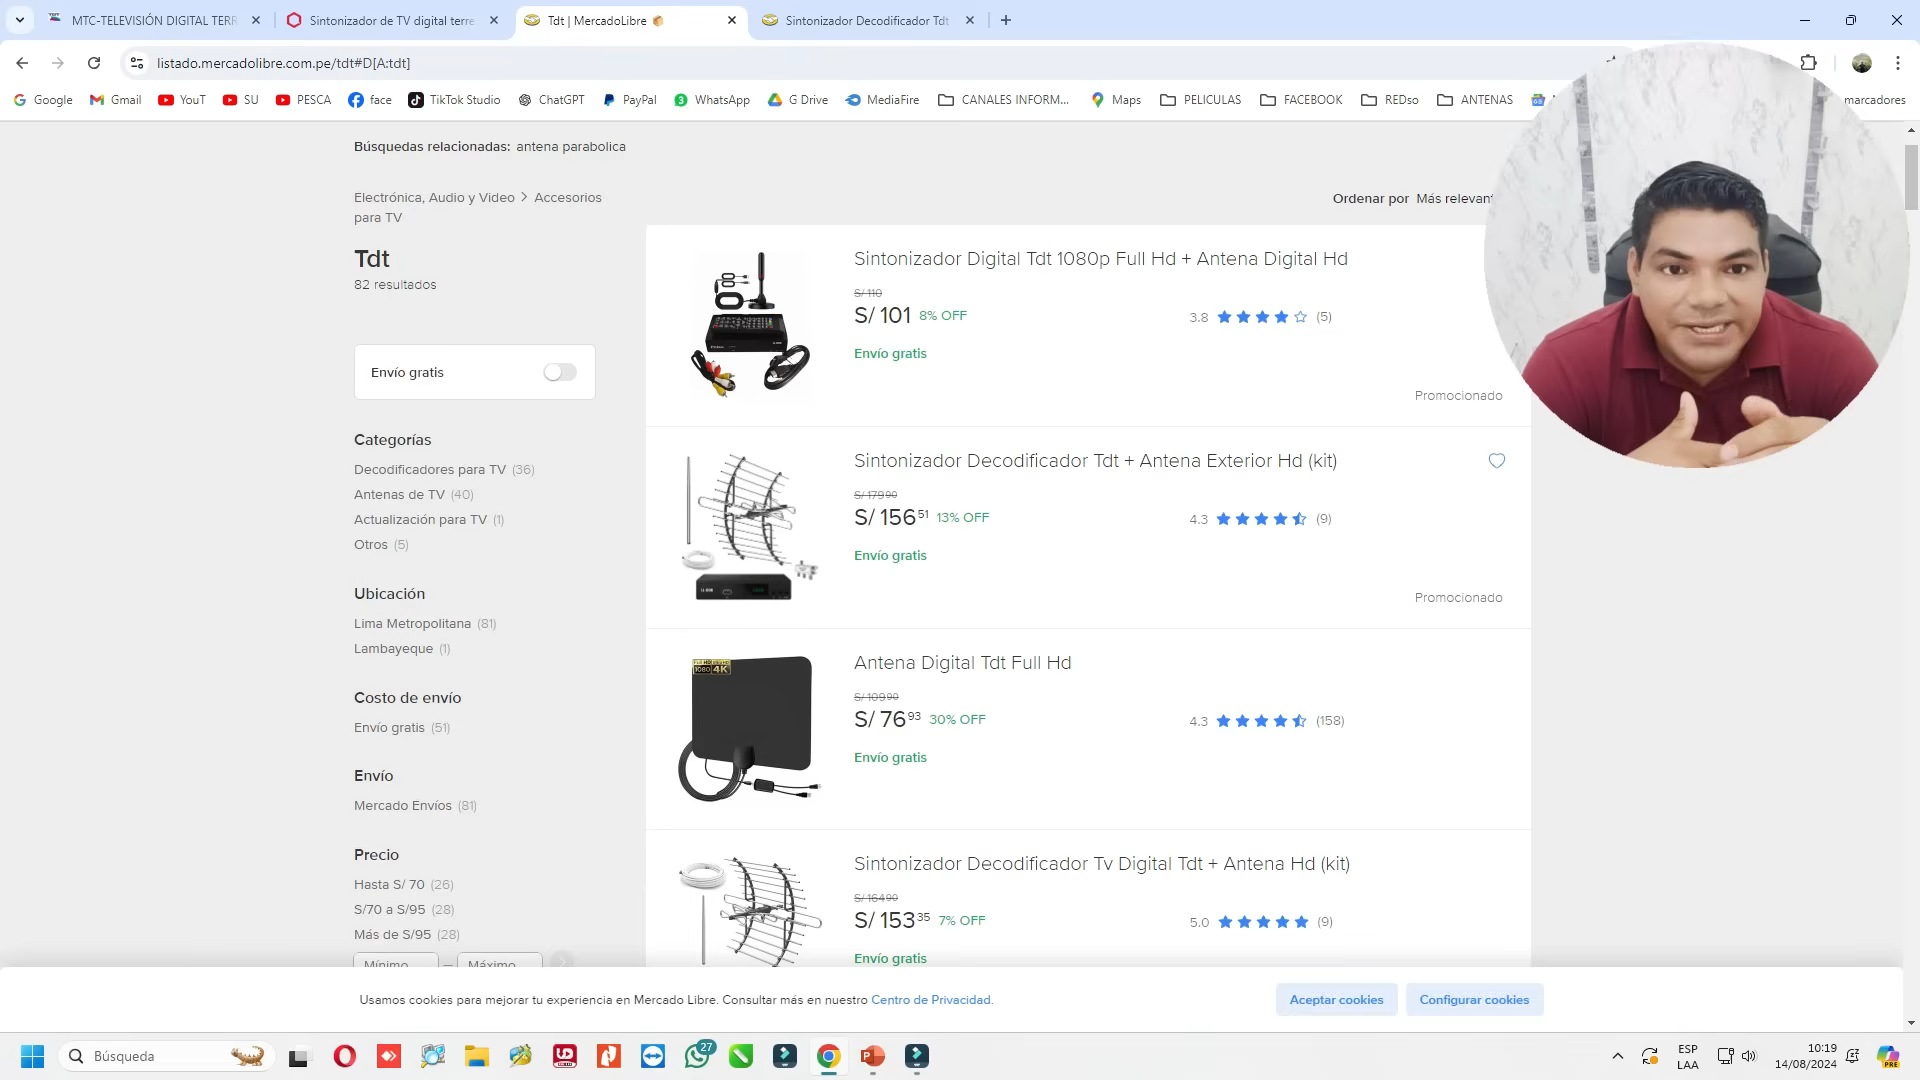 MTC-TELEVISIÓN DIGITAL TERR
Sintonizador de TV digital terre
Tdt | MercadoLibre
Sintonizador Decodificador Tdt
listado.mercadolibre.com.pe/tdt#D[A:tdt]
Google
Gmail
YouT
SU
PESCA
face
TikTok Studio
ChatGPT
PayPal
WhatsApp
G Drive
MediaFire
CANALES INFORM...
Maps
PELICULAS
FACEBOOK
REDso
ANTENAS
marcadores
Búsquedas relacionadas: antena parabolica
Electrónica, Audio y Video > Accesorios
para TV
Tdt
82 resultados
Envío gratis
Categorías
Decodificadores para TV (36)
Antenas de TV (40)
Actualización para TV (1)
Otros (5)
Ubicación
Lima Metropolitana (81)
Lambayeque (1)
Costo de envío
Envío gratis (51)
Envío
Mercado Envíos (81)
Precio
Hasta S/ 70 (26)
S/70 a S/95 (28)
Más de S/95 (28)
Mínimo — Máximo
Ordenar por Más relevant
Sintonizador Digital Tdt 1080p Full Hd + Antena Digital Hd
S/ 110
S/ 101 8% OFF
3.8 (5)
Envío gratis
Promocionado
Sintonizador Decodificador Tdt + Antena Exterior Hd (kit)
S/ 179 90
S/ 156 51 13% OFF
4.3 (9)
Envío gratis
Promocionado
1080 4K
Antena Digital Tdt Full Hd
S/ 109 90
S/ 76 93 30% OFF
4.3 (158)
Envío gratis
Sintonizador Decodificador Tv Digital Tdt + Antena Hd (kit)
S/ 164 90
S/ 153 35 7% OFF
5.0 (9)
Envío gratis
Usamos cookies para mejorar tu experiencia en Mercado Libre. Consultar más en nuestro Centro de Privacidad.
Aceptar cookies
Configurar cookies
Búsqueda
27
ESP
LAA
10:19
14/08/2024
PRE